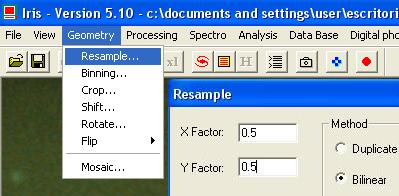 Iris - Version 5.10 - c:\documents and settings\user\escritori
File View Geometry Processing Spectro Analysis Data Base Digital pho
Resample...
Binning...
Crop...
Shift...
Rotate...
Flip
Mosaic...
x1
Resample
X Factor: 0.5
Y Factor: 0.5
Method
Duplicate
Bilinear